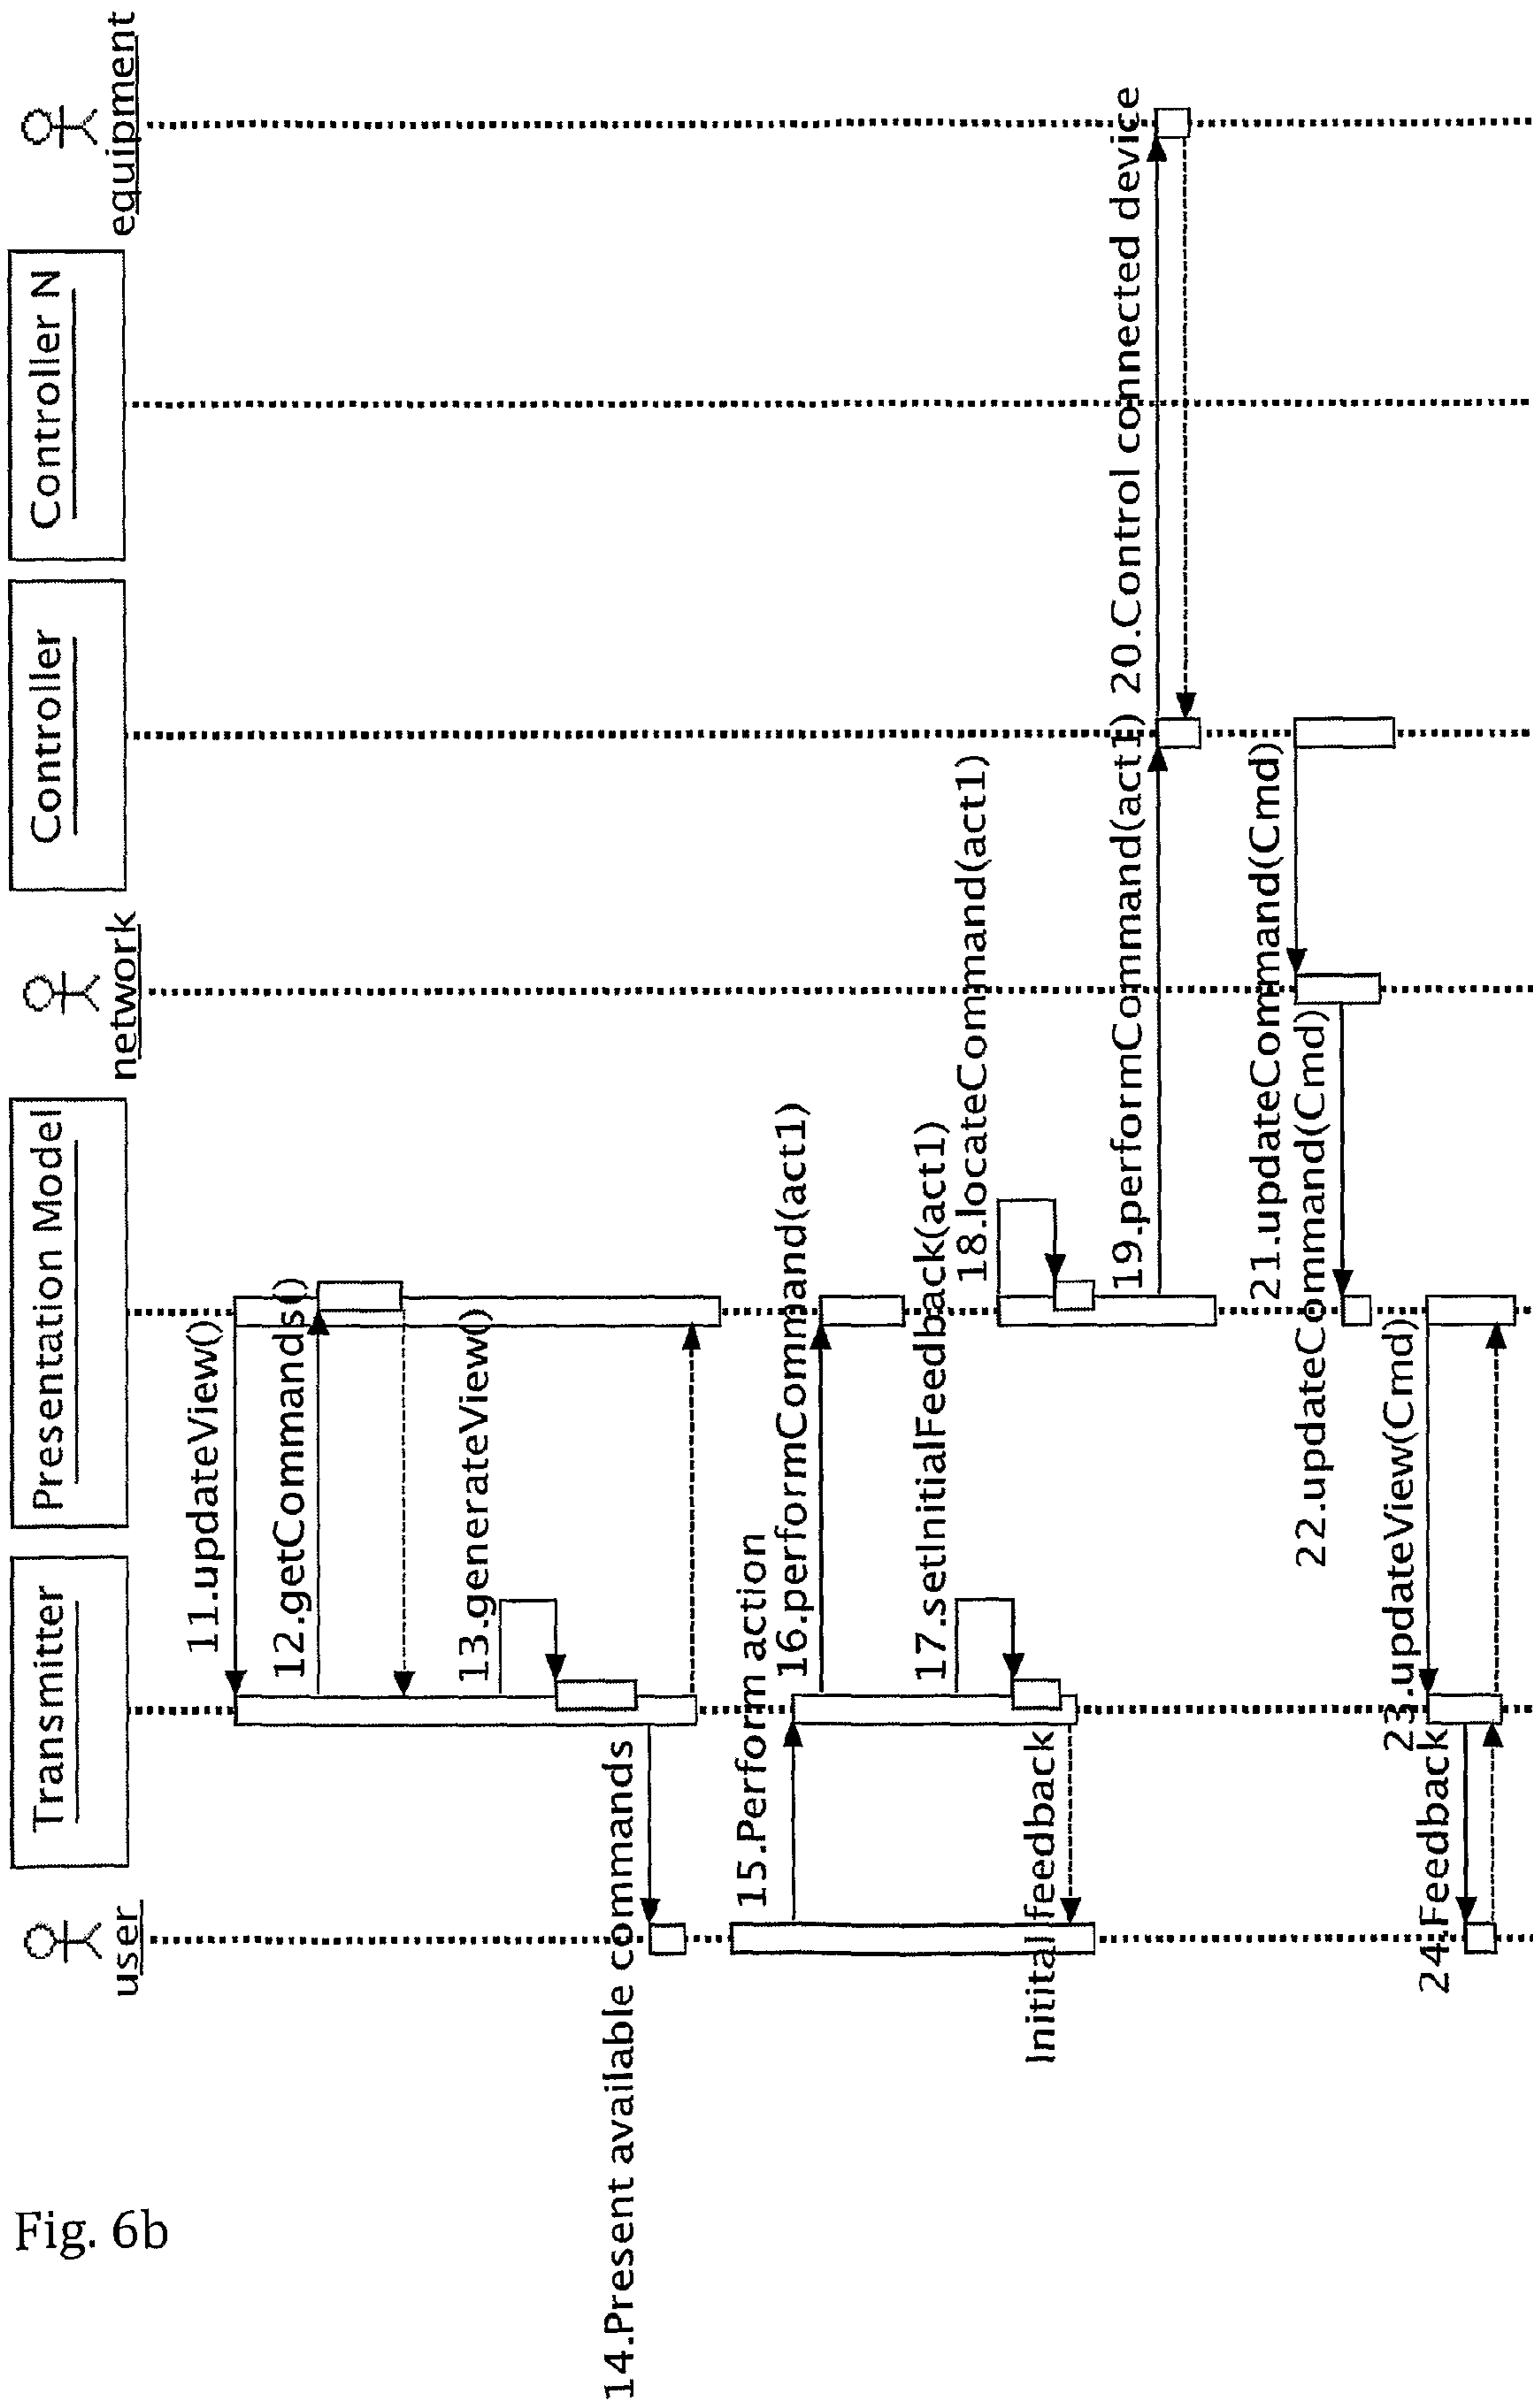 user
Transmitter
Presentation Model
network
Controller
Controller N
equipment
11.updateView()
12.getCommands()
13.generateView()
14.Present available commands
15.Perform action
16.performCommand(act1)
17.setInitialFeedback(act1)
18.locateCommand(act1)
Initital feedback
19.performCommand(act1)
20.Control connected device
21.updateCommand(Cmd)
22.updateCommand(Cmd)
23.updateView(Cmd)
24.Feedback
Fig. 6b